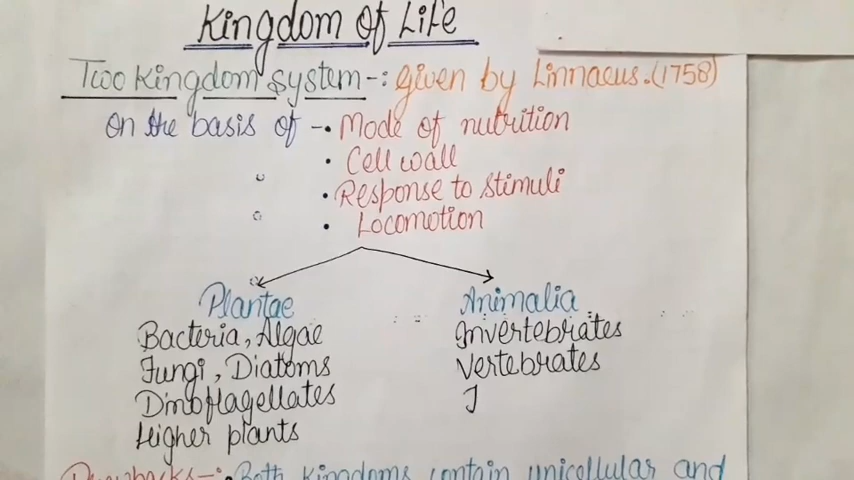 Kingdom of Life
Two Kingdom system -: Given by Linnaeus.(1758)
on the basis of -• Mode of nutrition
• Cell wall
• Response to stimuli
• Locomotion
Plantae
Bacteria, Algae
Fungi, Diatoms
Dinoflagellates
Higher plants
Animalia
Invertebrates
Vertebrates
Drawbacks -: • Both kingdoms contain unicellular and